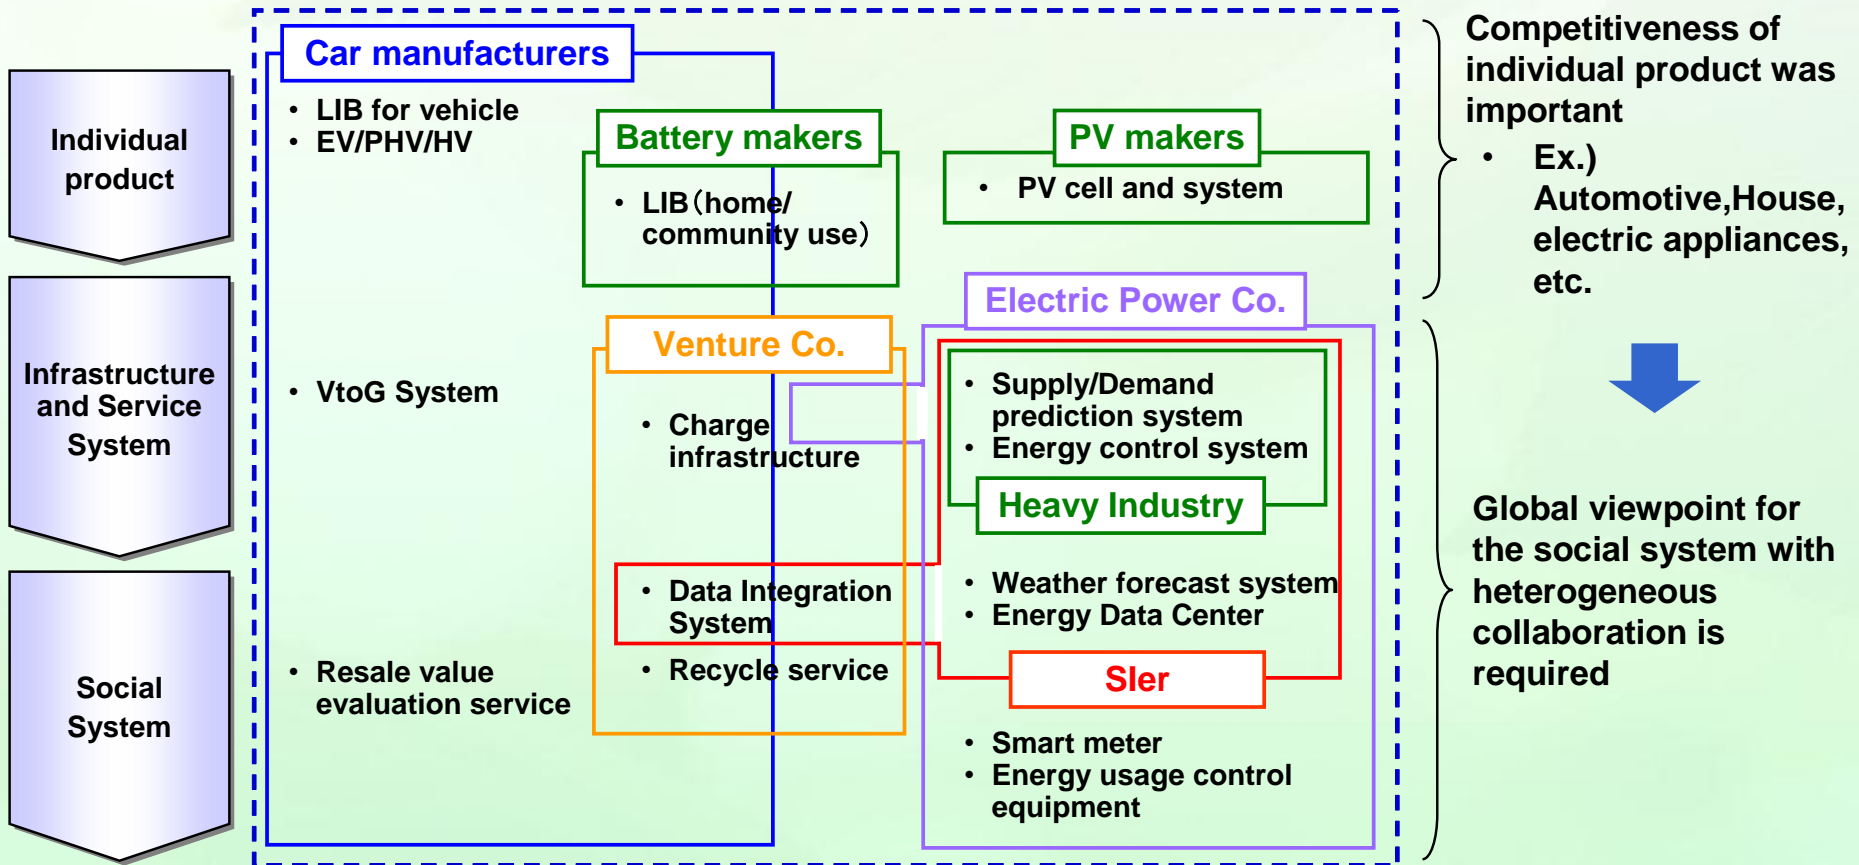 Individual
product
Infrastructure
and Service
System
Social
System
Car manufacturers
• LIB for vehicle
• EV/PHV/HV
Battery makers
• LIB（home/
community use）
PV makers
• PV cell and system
Electric Power Co.
Venture Co.
• VtoG System
• Charge
infrastructure
• Supply/Demand
prediction system
• Energy control system
Heavy Industry
• Data Integration
System
• Weather forecast system
• Energy Data Center
• Resale value
evaluation service
• Recycle service
SIer
• Smart meter
• Energy usage control
equipment
Competitiveness of
individual product was
important
• Ex.)
Automotive,House,
electric appliances,
etc.
Global viewpoint for
the social system with
heterogeneous
collaboration is
required